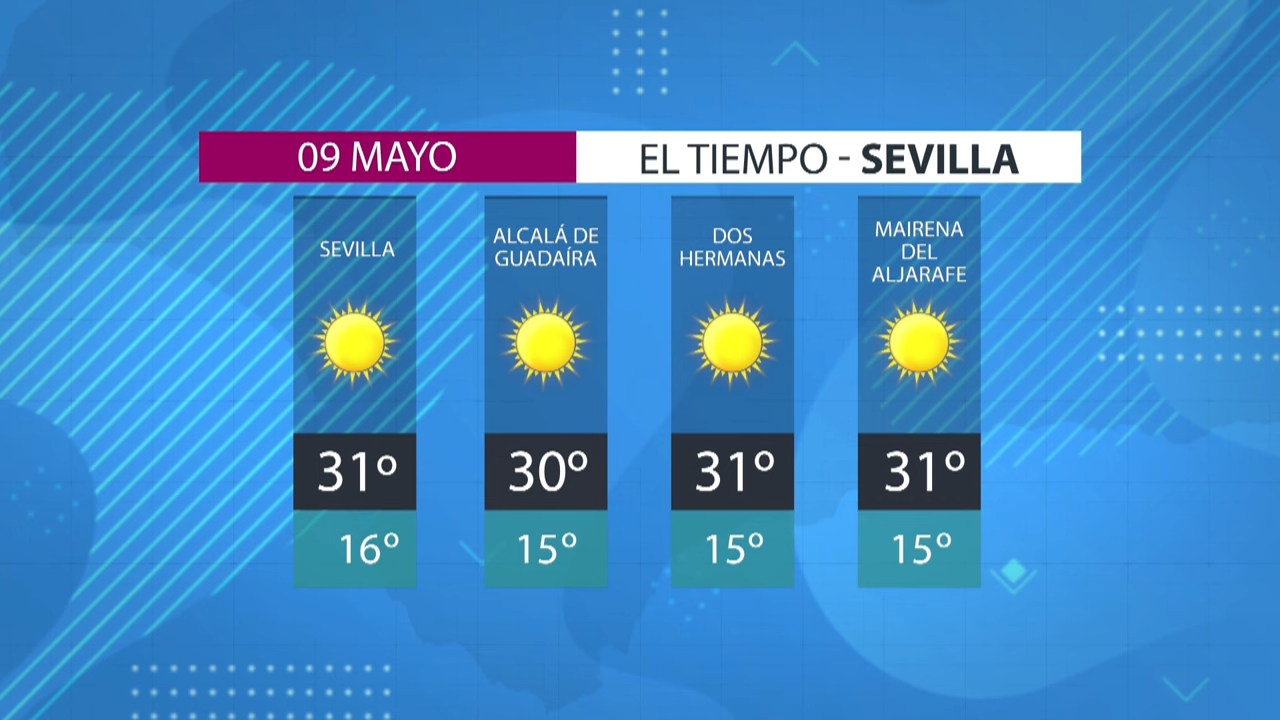 09 MAYO
EL TIEMPO - SEVILLA
SEVILLA
31º
16º
ALCALÁ DE
GUADAÍRA
30º
15º
DOS
HERMANAS
31º
15º
MAIRENA
DEL
ALJARAFE
31º
15º